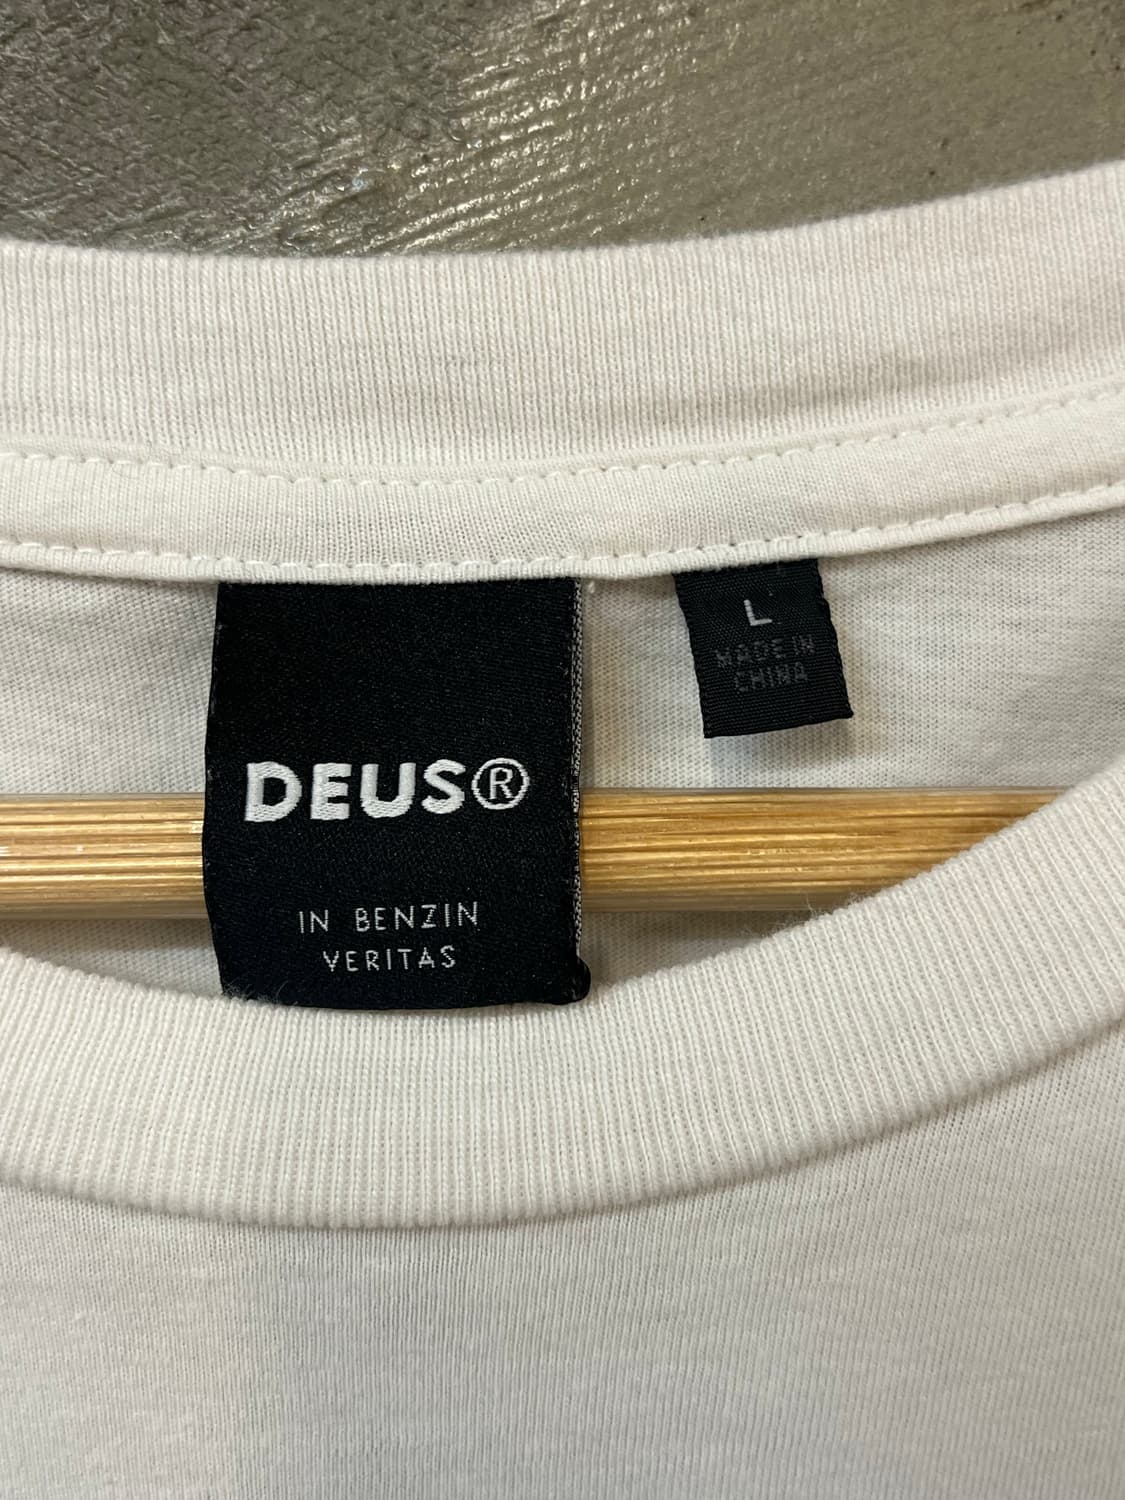 DEUS®
IN BENZIN
VERITAS
L
MADE IN
CHINA